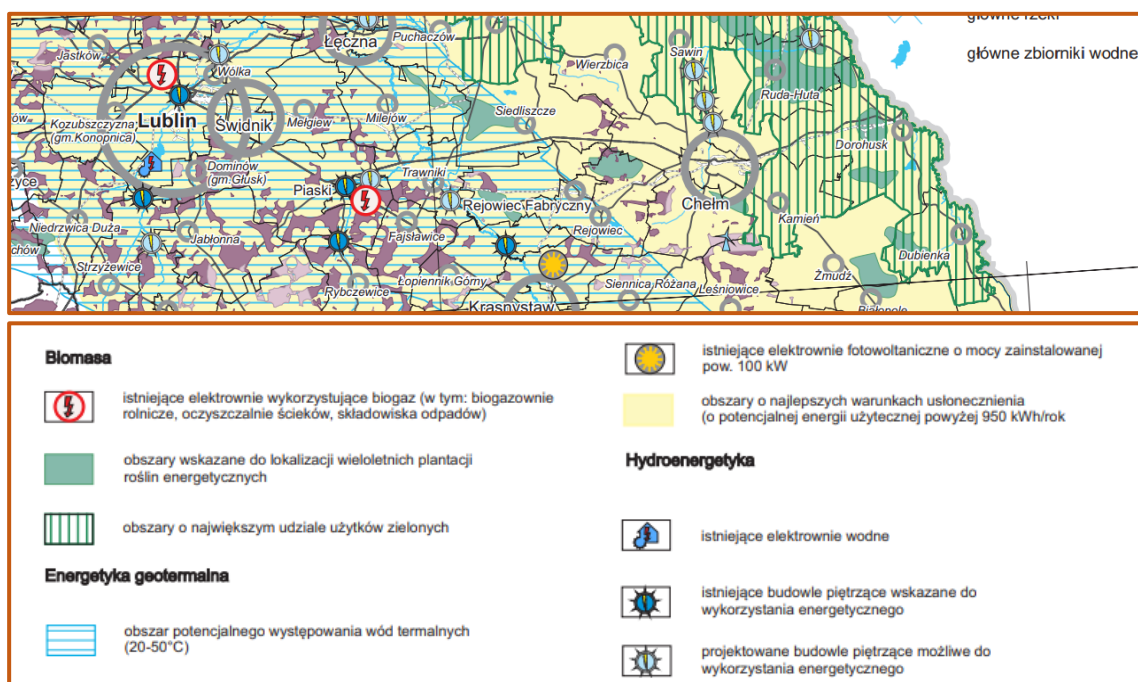 główne rzeki
Łęczna
Puchaczów
Jastków
Sawin
główne zbiorniki wodne
Wierzbica
Wólka
Ruda-Huta
Siedliszcze
Milejów
Mełgiew
Lublin
Świdnik
Kozubszczyzna
(gm.Konopnica)
Dorohusk
Dominów
(gm.Głusk)
Trawniki
Piaski
Rejowiec Fabryczny
Chełm
Kamień
Niedrzwica Duża
Fajsławice
Rejowiec
Jabłonna
Dubienka
Strzyżewice
Żmudź
Łopiennik Górny
Rybczewice
Siennica Różana
Leśniowice
Krasnystaw
Białopole
Biomasa
istniejące elektrownie wykorzystujące biogaz (w tym: biogazownie
rolnicze, oczyszczalnie ścieków, składowiska odpadów)
obszary wskazane do lokalizacji wieloletnich plantacji
roślin energetycznych
obszary o największym udziale użytków zielonych
Energetyka geotermalna
obszar potencjalnego występowania wód termalnych
(20-50°C)
istniejące elektrownie fotowoltaniczne o mocy zainstalowanej
pow. 100 kW
obszary o najlepszych warunkach usłonecznienia
(o potencjalnej energii użytecznej powyżej 950 kWh/rok
Hydroenergetyka
istniejące elektrownie wodne
istniejące budowle piętrzące wskazane do
wykorzystania energetycznego
projektowane budowle piętrzące możliwe do
wykorzystania energetycznego